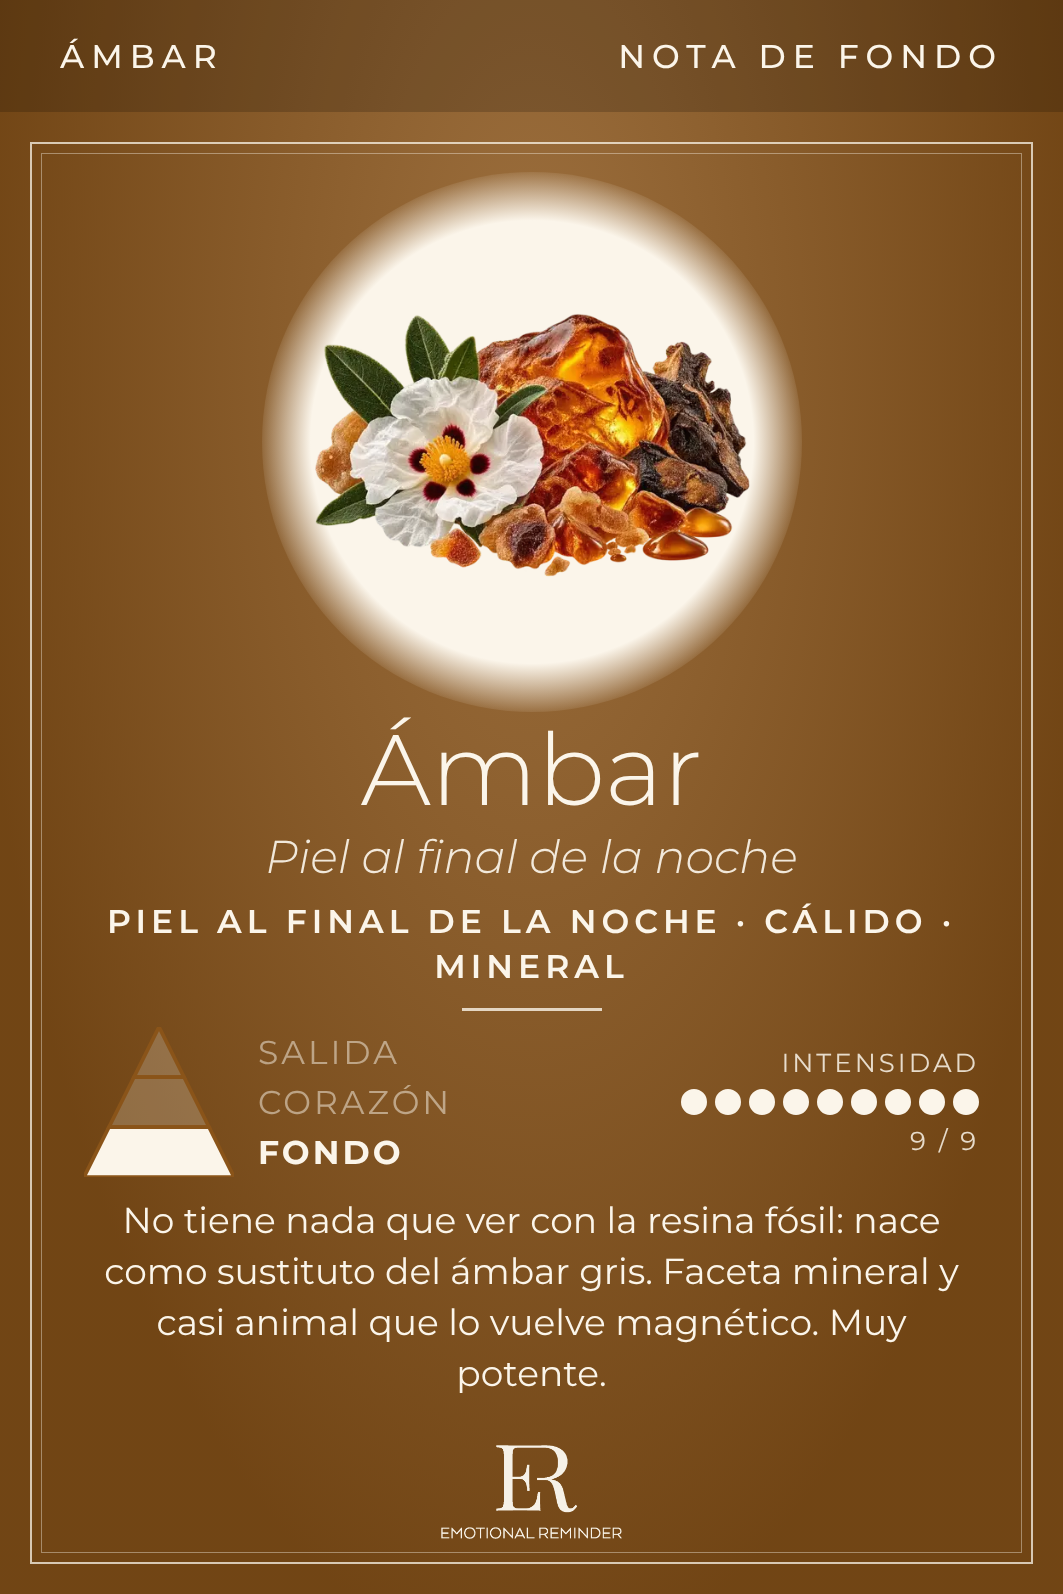 ÁMBAR
NOTA DE FONDO
Ámbar
Piel al final de la noche
PIEL AL FINAL DE LA NOCHE · CÁLIDO ·
MINERAL
SALIDA
CORAZÓN
FONDO
INTENSIDAD
9 / 9
No tiene nada que ver con la resina fósil: nace
como sustituto del ámbar gris. Faceta mineral y
casi animal que lo vuelve magnético. Muy
potente.
ER
EMOTIONAL REMINDER